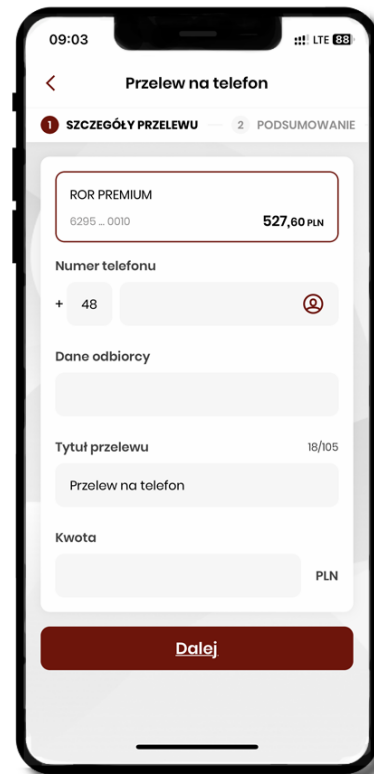 09:03 LTE 88
Przelew na telefon
1 SZCZEGÓŁY PRZELEWU 2 PODSUMOWANIE
ROR PREMIUM
6295 ... 0010 527,60 PLN
Numer telefonu
+ 48
Dane odbiorcy
Tytuł przelewu 18/105
Przelew na telefon
Kwota
PLN
Dalej